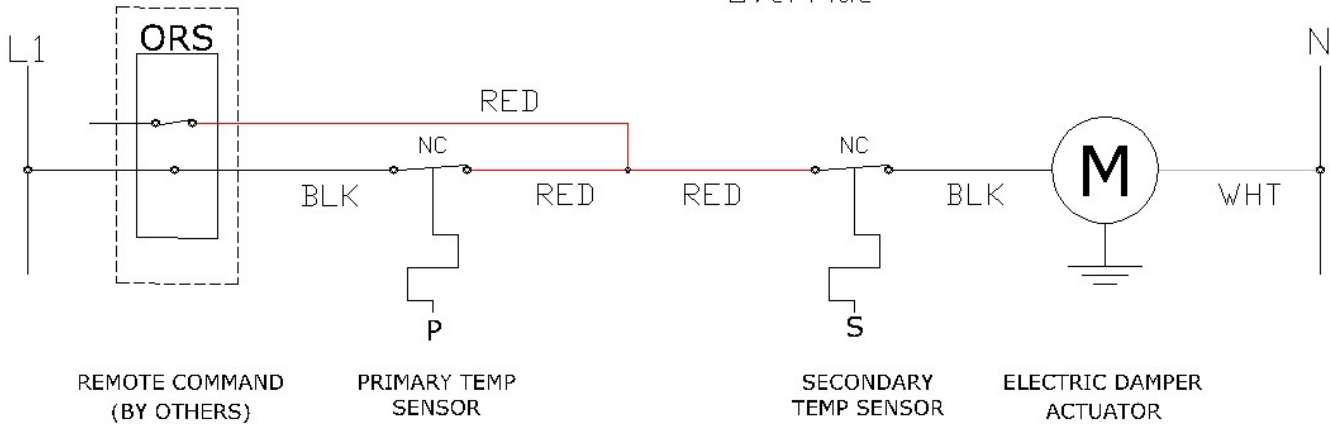 L1
ORS
N
RED
NC
NC
BLK
RED
RED
BLK
M
WHT
P
S
REMOTE COMMAND
(BY OTHERS)
PRIMARY TEMP
SENSOR
SECONDARY
TEMP SENSOR
ELECTRIC DAMPER
ACTUATOR